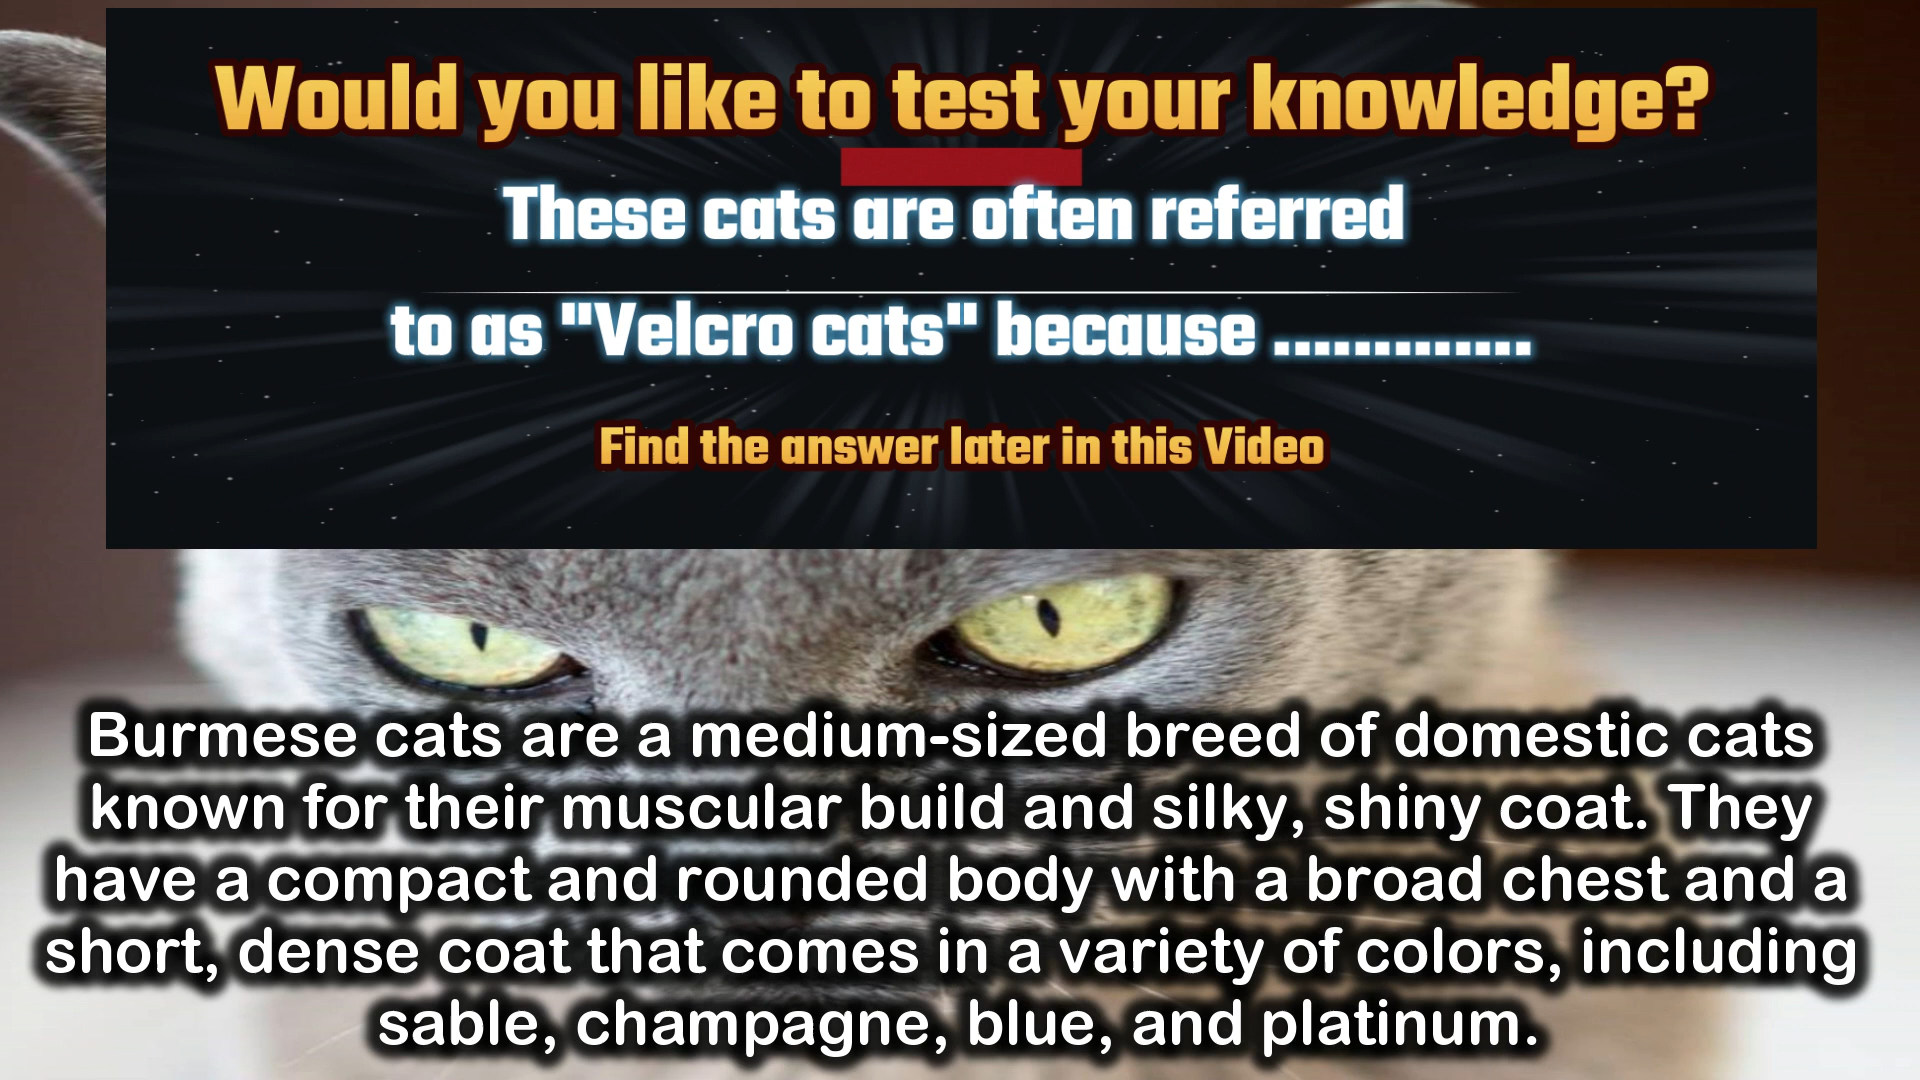 Would you like to test your knowledge?
These cats are often referred
to as "Velcro cats" because .............
Find the answer later in this Video
Burmese cats are a medium-sized breed of domestic cats
known for their muscular build and silky, shiny coat. They
have a compact and rounded body with a broad chest and a
short, dense coat that comes in a variety of colors, including
sable, champagne, blue, and platinum.